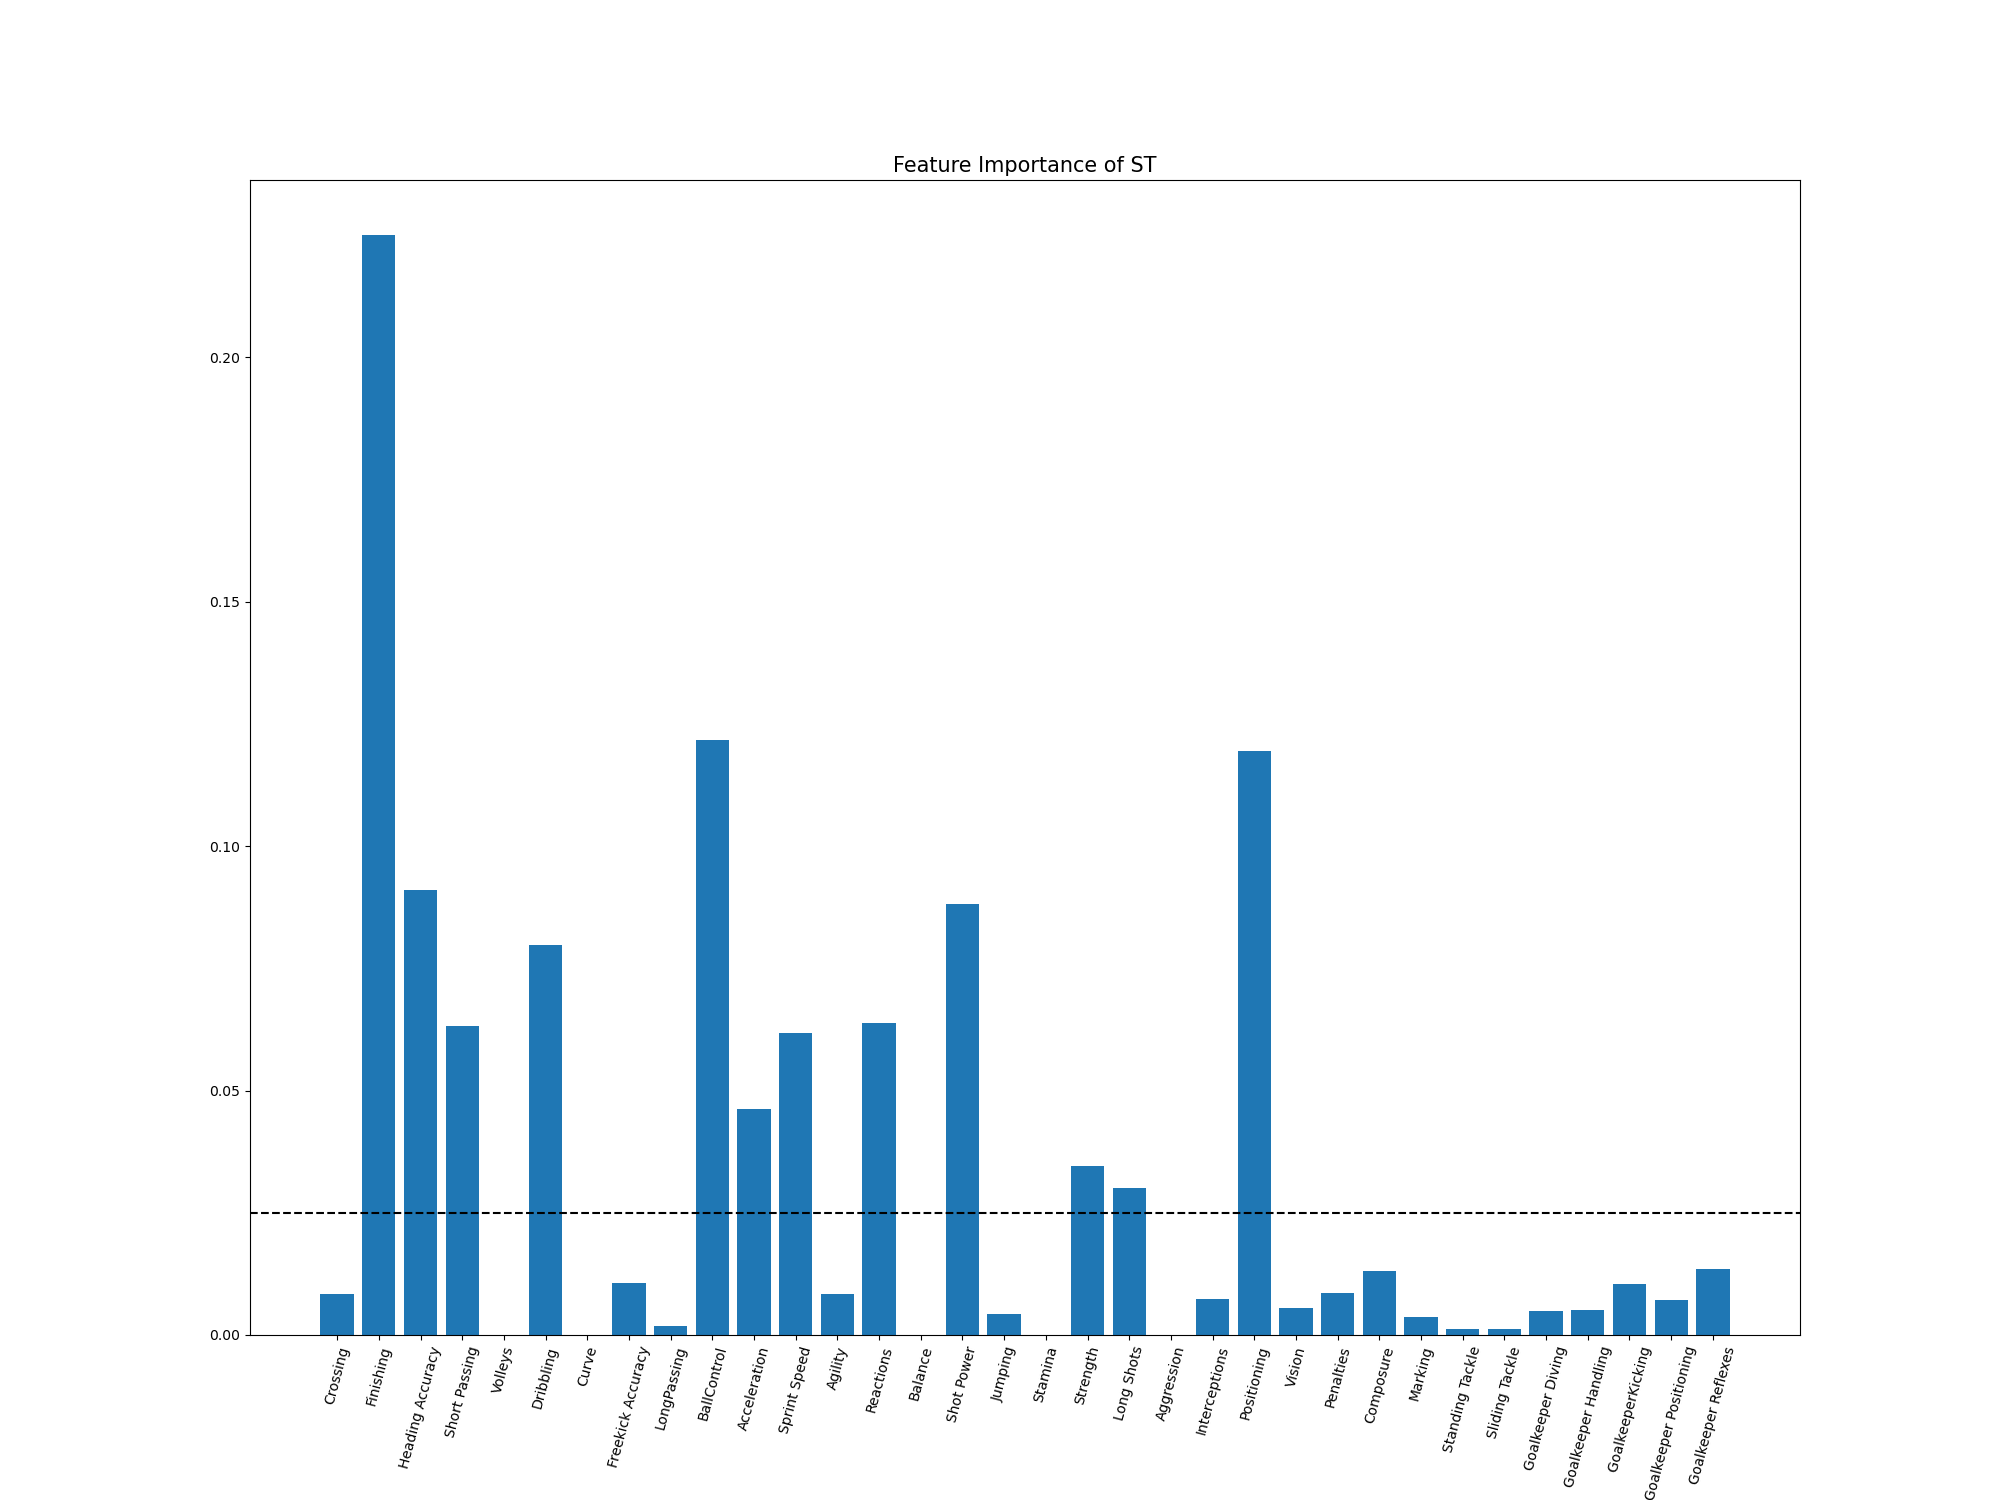 Feature Importance of ST
0.20
0.15
0.10
0.05
0.00
Crossing
Finishing
Heading Accuracy
Short Passing
Volleys
Dribbling
Curve
Freekick Accuracy
LongPassing
BallControl
Acceleration
Sprint Speed
Agility
Reactions
Balance
Shot Power
Jumping
Stamina
Strength
Long Shots
Aggression
Interceptions
Positioning
Vision
Penalties
Composure
Marking
Standing Tackle
Sliding Tackle
Goalkeeper Diving
Goalkeeper Handling
GoalkeeperKicking
Goalkeeper Positioning
Goalkeeper Reflexes